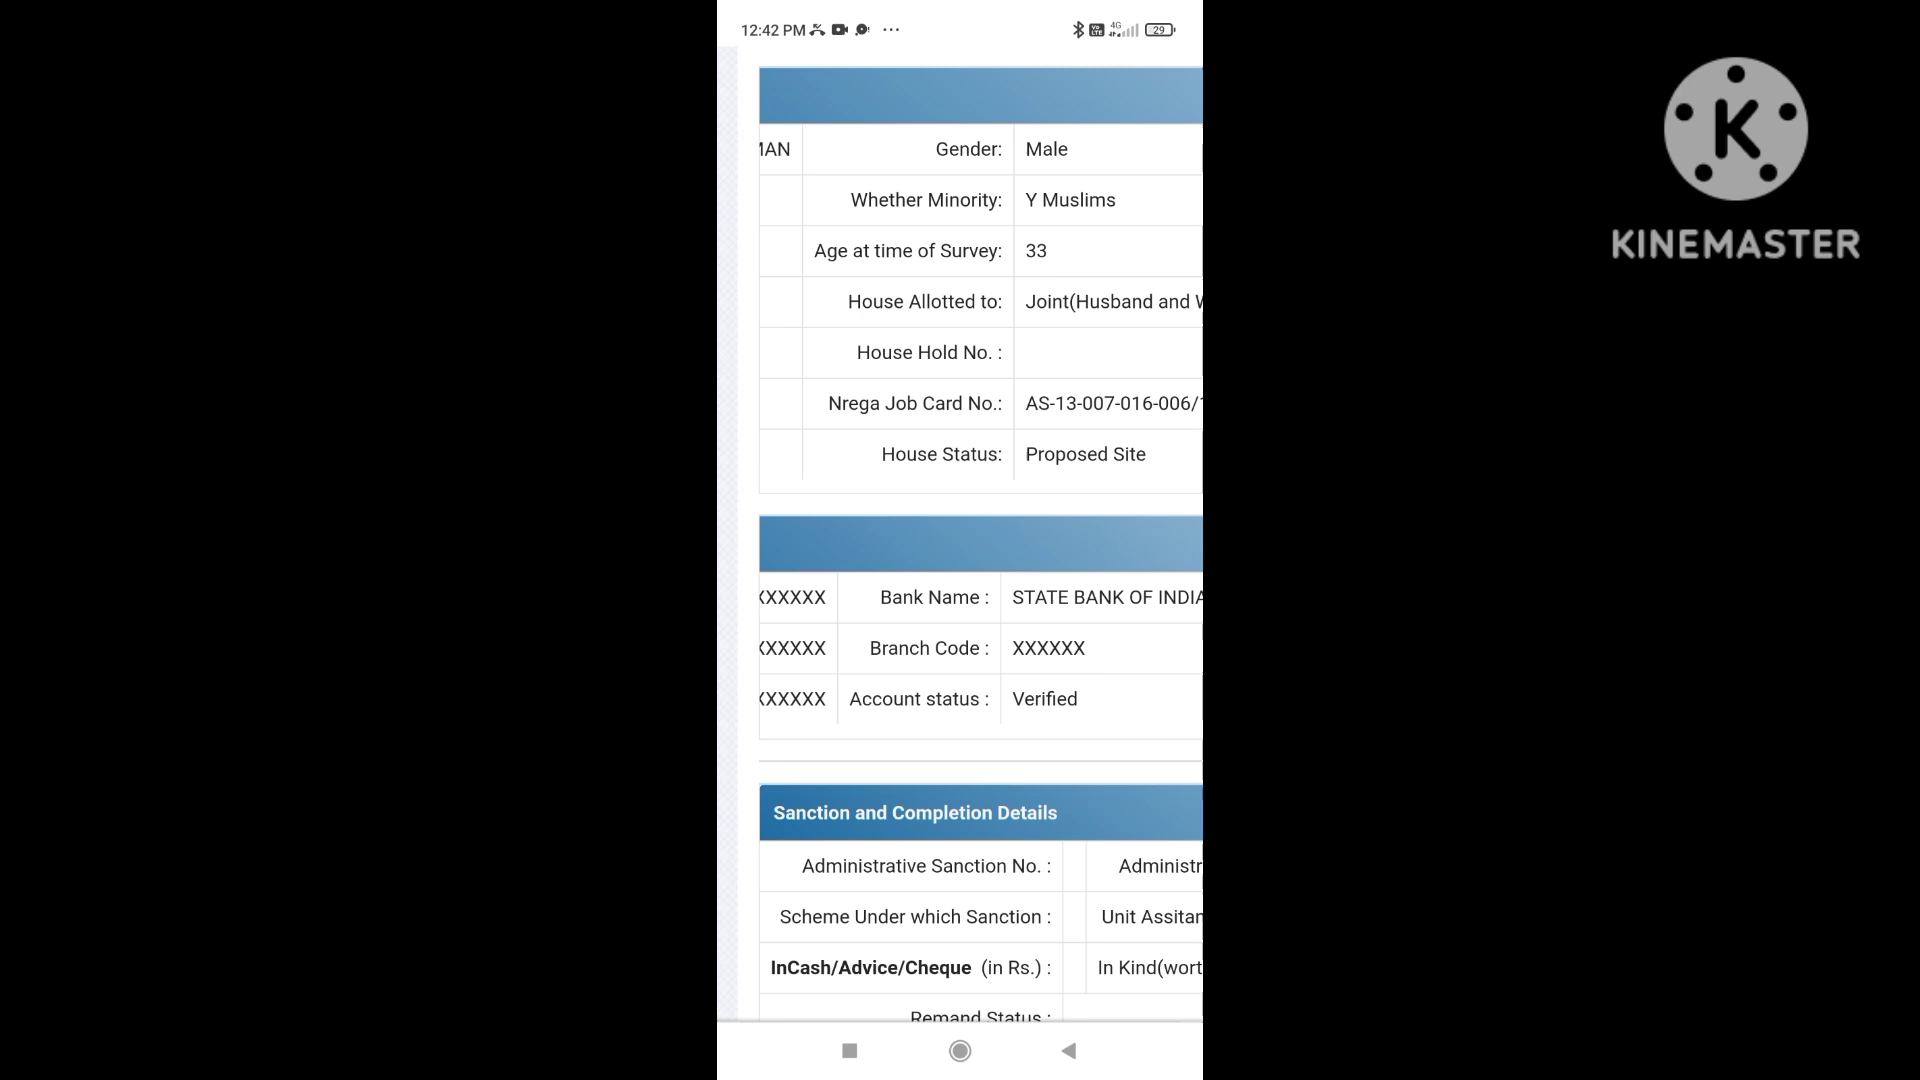 12:42 PM
4G
Vo LTE
29
K
KINEMASTER
MAN Gender: Male
Whether Minority: Y Muslims
Age at time of Survey: 33
House Allotted to: Joint(Husband and W
House Hold No. :
Nrega Job Card No.: AS-13-007-016-006/
House Status: Proposed Site
XXXXXX Bank Name : STATE BANK OF INDIA
XXXXXX Branch Code : XXXXXX
XXXXXX Account status : Verified
Sanction and Completion Details
Administrative Sanction No. : Administr
Scheme Under which Sanction : Unit Assitan
InCash/Advice/Cheque (in Rs.) : In Kind(wort
Remand Status :